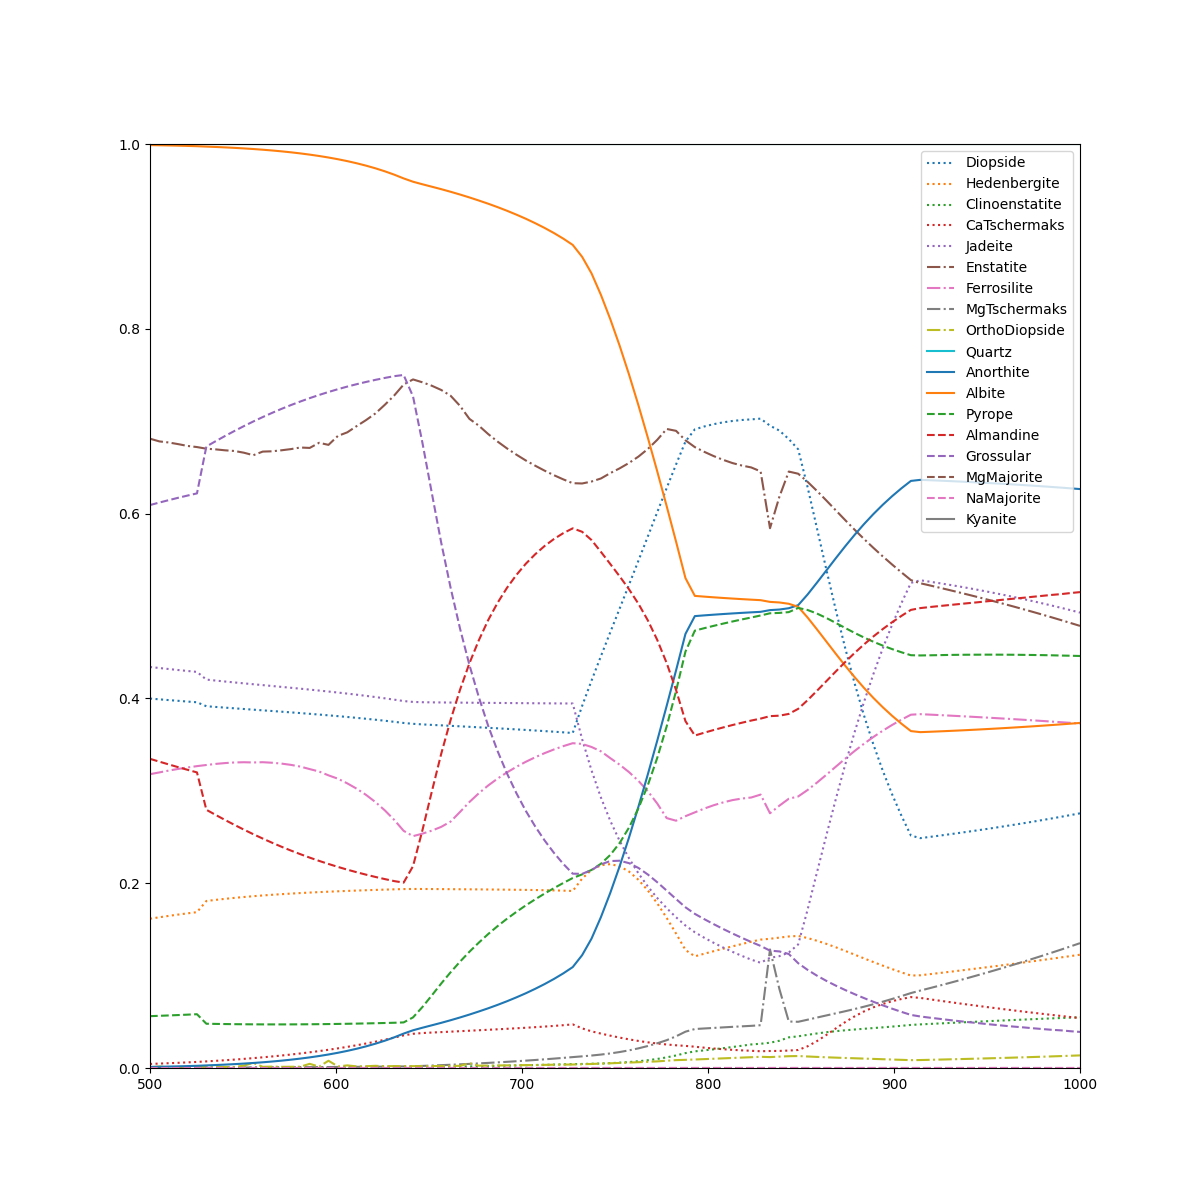 1.0
0.8
0.6
0.4
0.2
0.0
500
600
700
800
900
1000
Diopside
Hedenbergite
Clinoenstatite
CaTschermaks
Jadeite
Enstatite
Ferrosilite
MgTschermaks
OrthoDiopside
Quartz
Anorthite
Albite
Pyrope
Almandine
Grossular
MgMajorite
NaMajorite
Kyanite